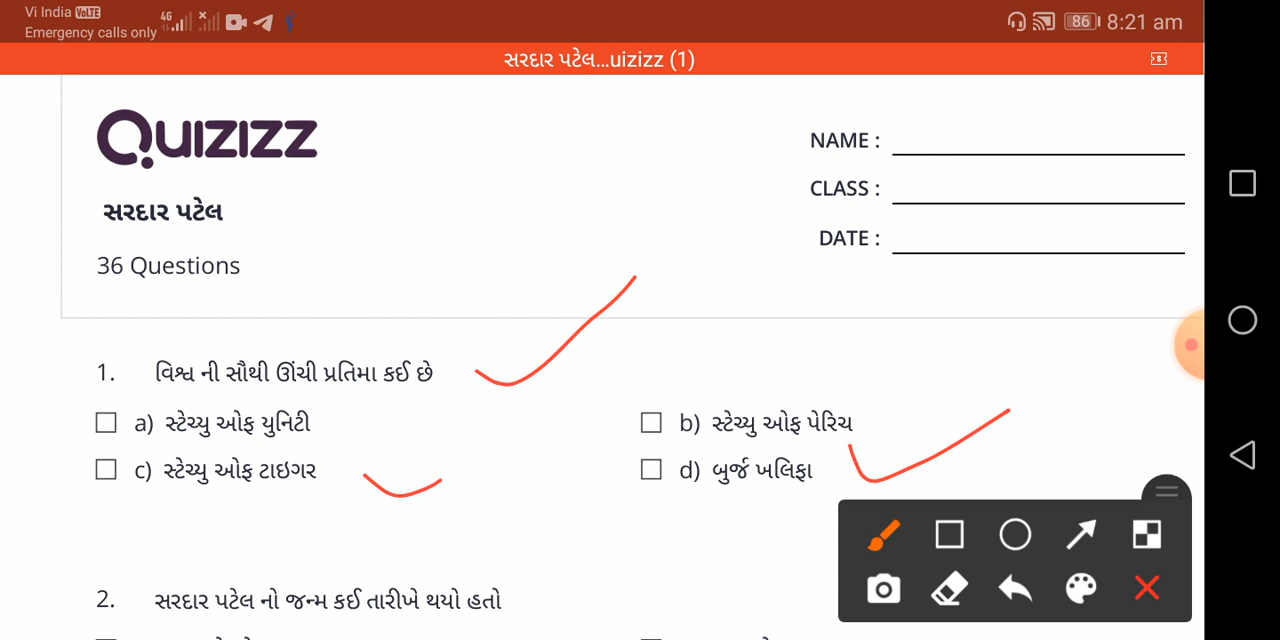 Vi India VoLTE
Emergency calls only
4G
86
8:21 am
સરદાર પટેલ...uizizz (1)
Quizizz
NAME :
સરદાર પટેલ
CLASS :
36 Questions
DATE :
1. વિશ્વ ની સૌથી ઊંચી પ્રતિમા કઈ છે
a) સ્ટેચ્યુ ઓફ યુનિટી
b) સ્ટેચ્યુ ઓફ પેરિચ
c) સ્ટેચ્યુ ઓફ ટાઇગર
d) બુર્જ ખલિફા
2. સરદાર પટેલ નો જન્મ કઈ તારીખે થયો હતો